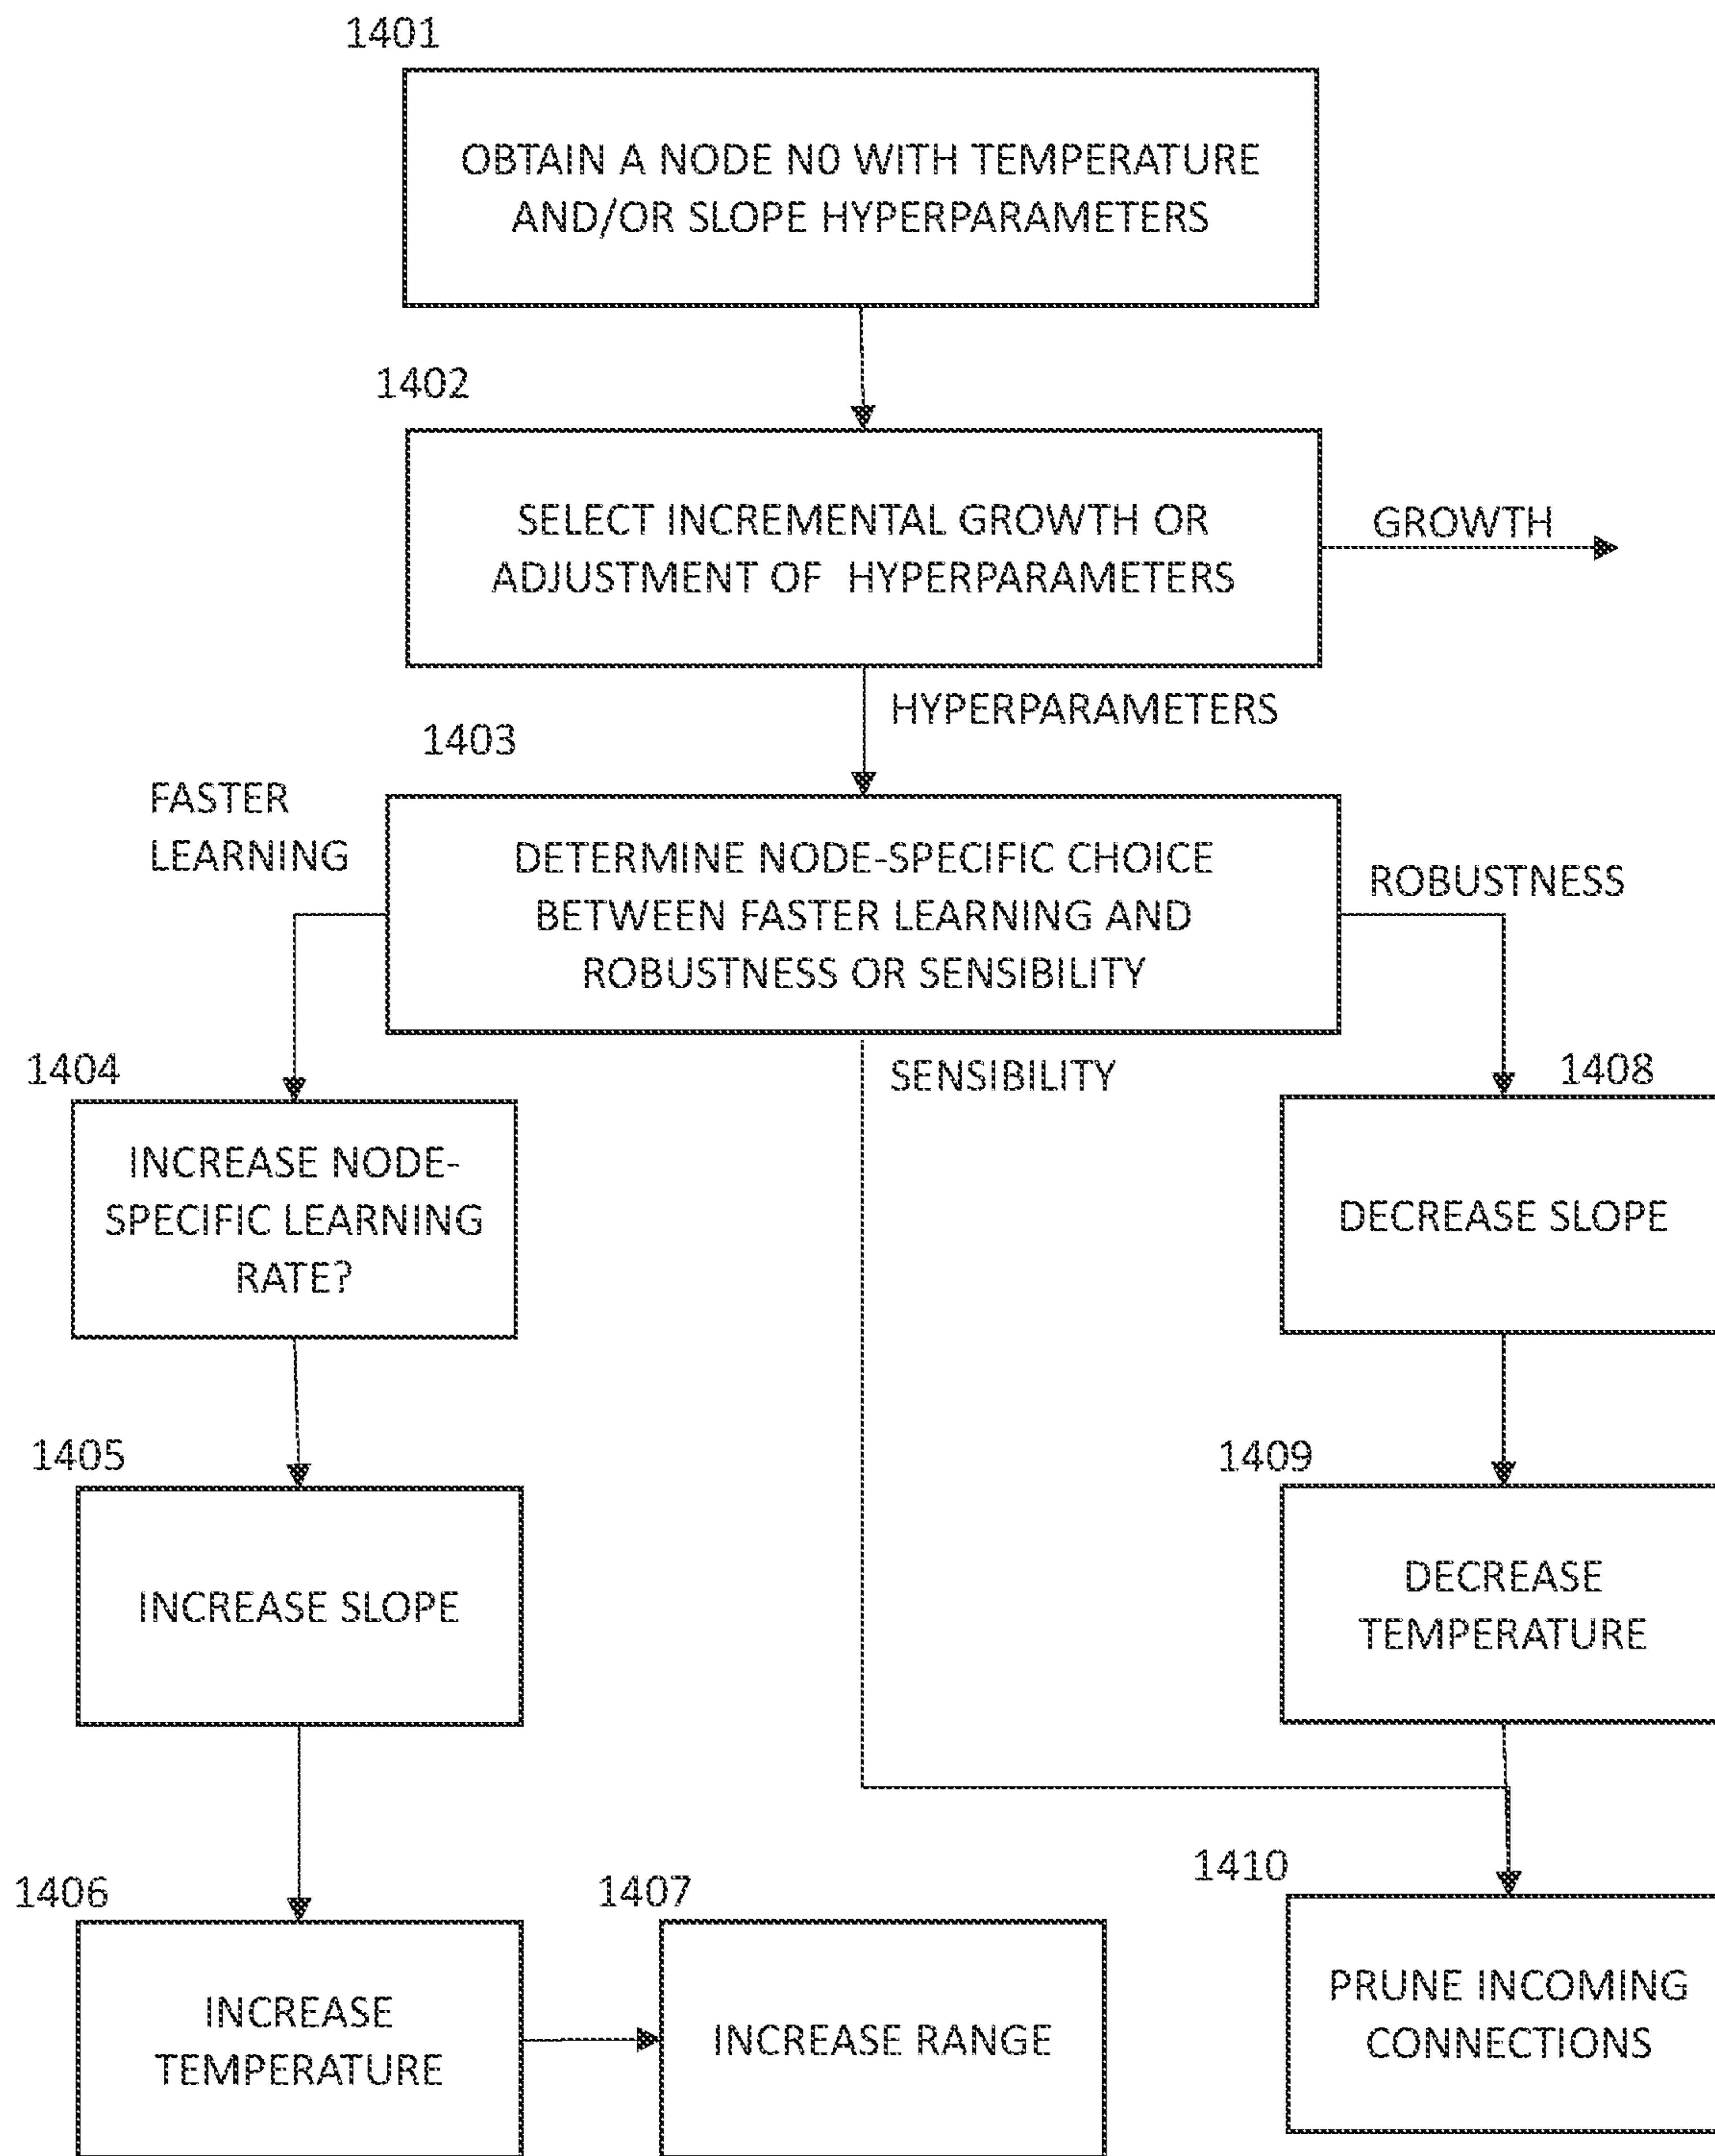 1401
OBTAIN A NODE N0 WITH TEMPERATURE
AND/OR SLOPE HYPERPARAMETERS
1402
SELECT INCREMENTAL GROWTH OR
ADJUSTMENT OF HYPERPARAMETERS
GROWTH
HYPERPARAMETERS
1403
FASTER
LEARNING
DETERMINE NODE-SPECIFIC CHOICE
BETWEEN FASTER LEARNING AND
ROBUSTNESS OR SENSIBILITY
ROBUSTNESS
SENSIBILITY
1404
INCREASE NODE-
SPECIFIC LEARNING
RATE?
1408
DECREASE SLOPE
1405
INCREASE SLOPE
1409
DECREASE
TEMPERATURE
1406
INCREASE
TEMPERATURE
1407
INCREASE RANGE
1410
PRUNE INCOMING
CONNECTIONS